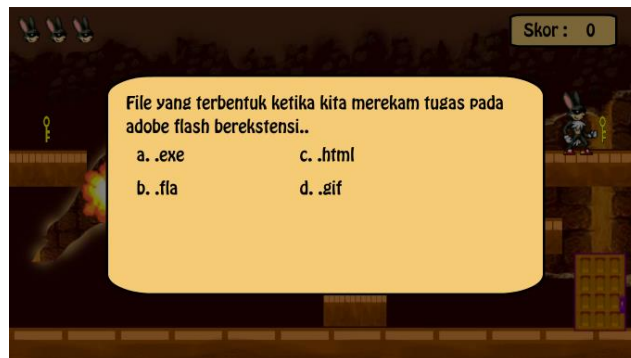 Skor : 0
File yang terbentuk ketika kita merekam tugas pada
adobe flash berekstensi..
a. .exe
c. .html
b. .fla
d. .gif